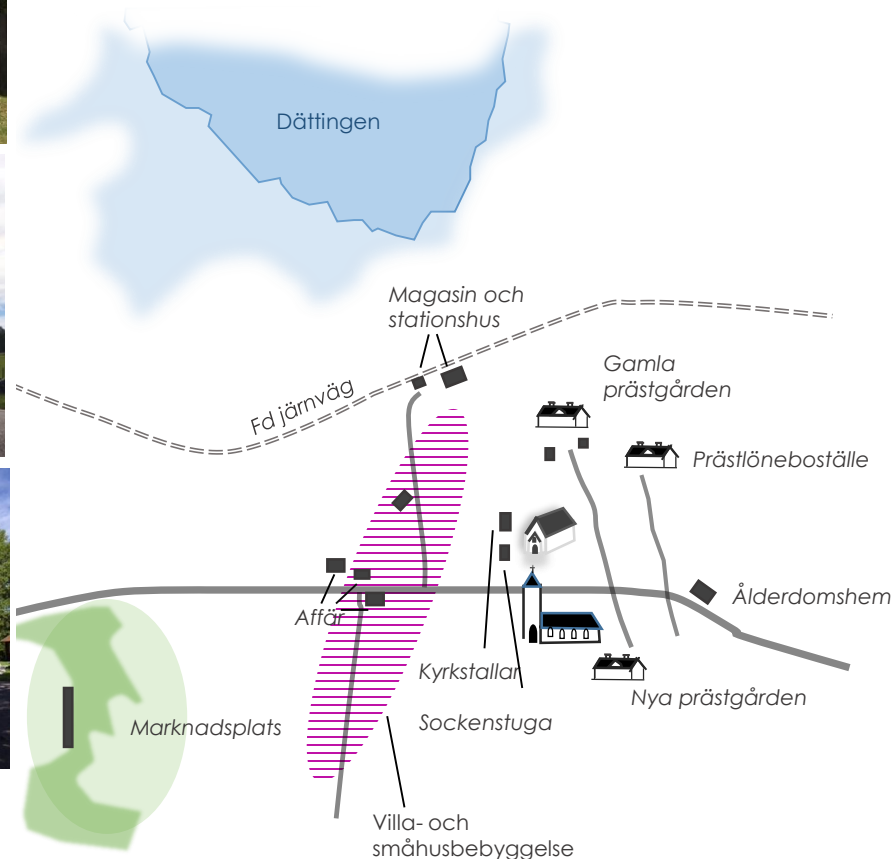 Dättingen
Magasin och
stationshus
Gamla
prästgården
Fd järnväg
Prästlöneboställe
Ålderdomshem
Affär
Kyrkstallar
Nya prästgården
Sockenstuga
Marknadsplats
Villa- och
småhusbebyggelse